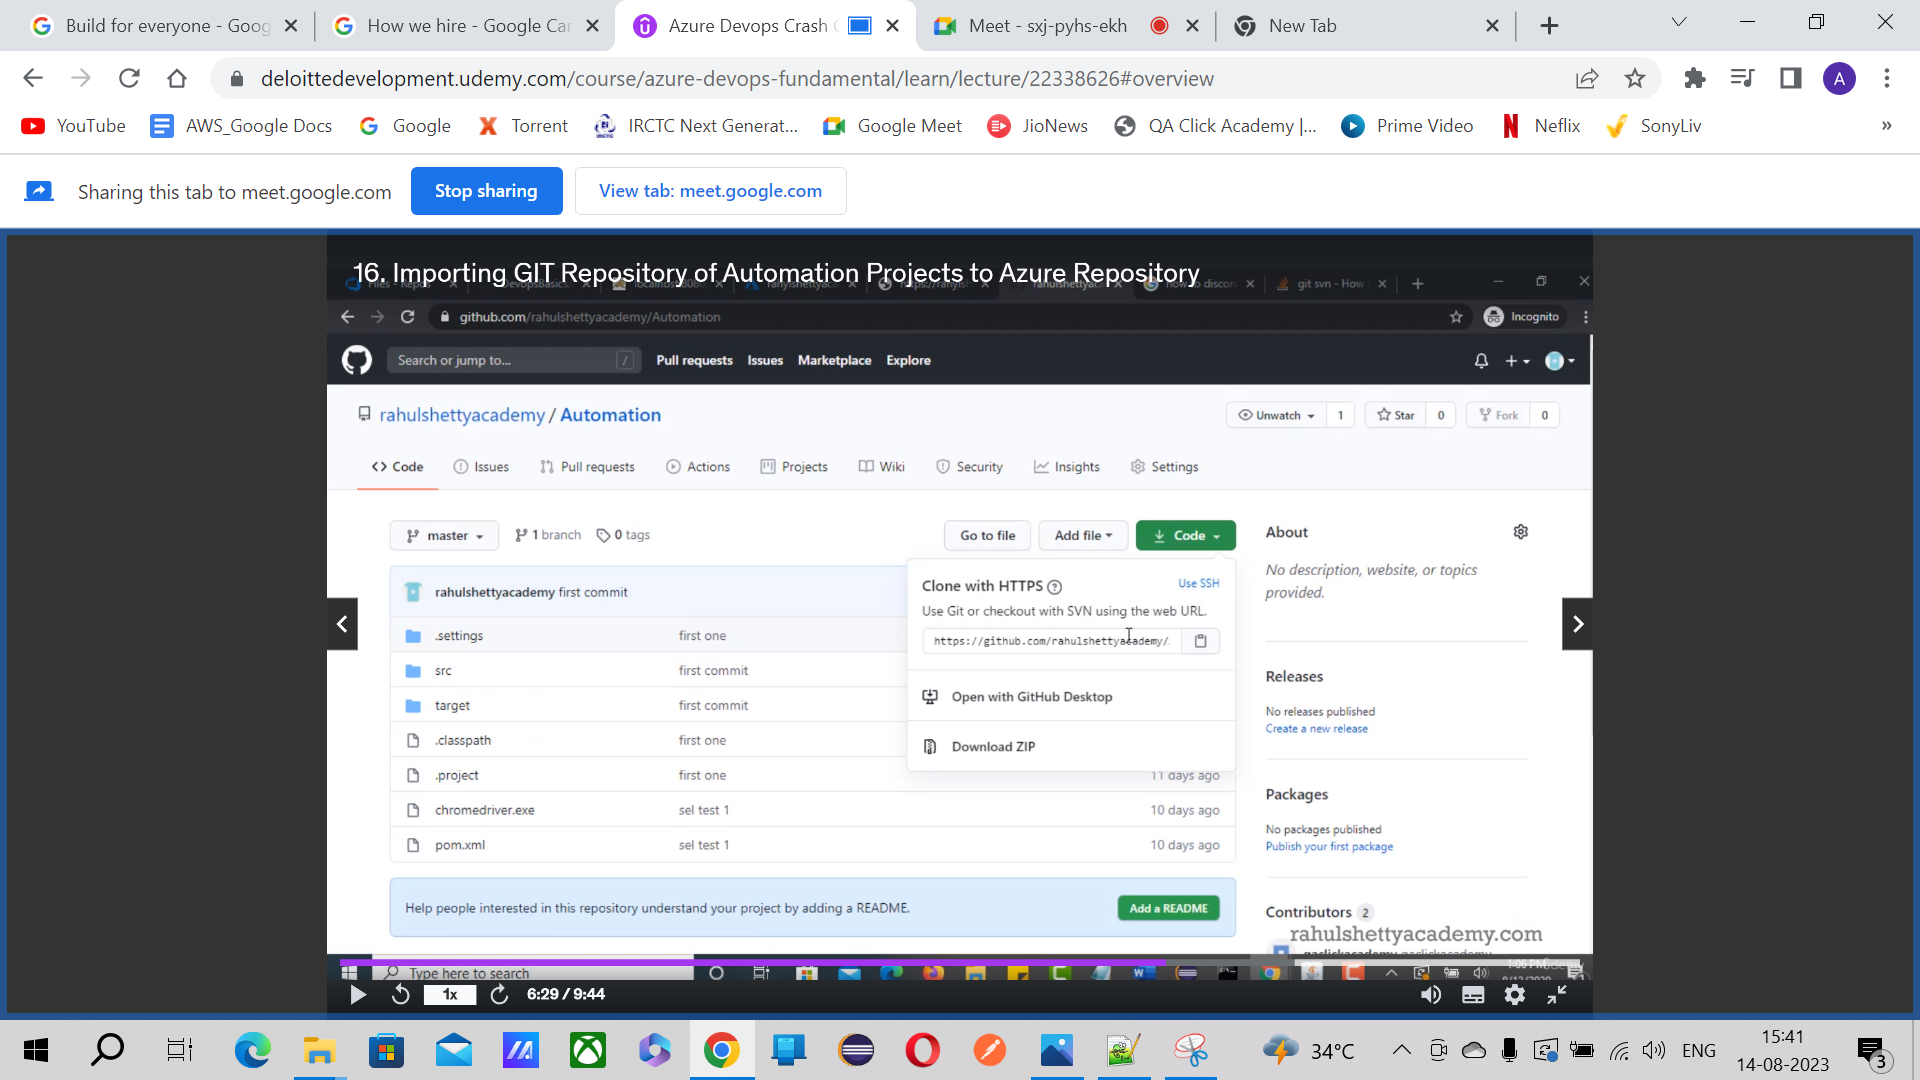 Build for everyone - Goog
How we hire - Google Car
Azure Devops Crash C
Meet - sxj-pyhs-ekh
New Tab
deloittedevelopment.udemy.com/course/azure-devops-fundamental/learn/lecture/22338626#overview
A
YouTube
AWS_Google Docs
Google
Torrent
IRCTC Next Generat...
Google Meet
JioNews
QA Click Academy |...
Prime Video
Neflix
SonyLiv
»
Sharing this tab to meet.google.com
Stop sharing
View tab: meet.google.com
16. Importing GIT Repository of Automation Projects to Azure Repository
how to discon
git svn - How
github.com/rahulshettyacademy/Automation
Incognito
Search or jump to...
/
Pull requests
Issues
Marketplace
Explore
rahulshettyacademy / Automation
Unwatch
1
Star
0
Fork
0
Code
Issues
Pull requests
Actions
Projects
Wiki
Security
Insights
Settings
master
1 branch
0 tags
Go to file
Add file
Code
About
Clone with HTTPS
Use SSH
No description, website, or topics
provided.
rahulshettyacademy first commit
Use Git or checkout with SVN using the web URL.
https://github.com/rahulshettyacademy/
.settings
first one
src
first commit
Open with GitHub Desktop
Releases
target
first commit
No releases published
Create a new release
.classpath
first one
Download ZIP
.project
first one
11 days ago
Packages
chromedriver.exe
sel test 1
10 days ago
No packages published
pom.xml
sel test 1
10 days ago
Publish your first package
Help people interested in this repository understand your project by adding a README.
Add a README
Contributors 2
rahulshettyacademy.com
Type here to search
1x
6:29 / 9:44
34°C
ENG
15:41
14-08-2023
3